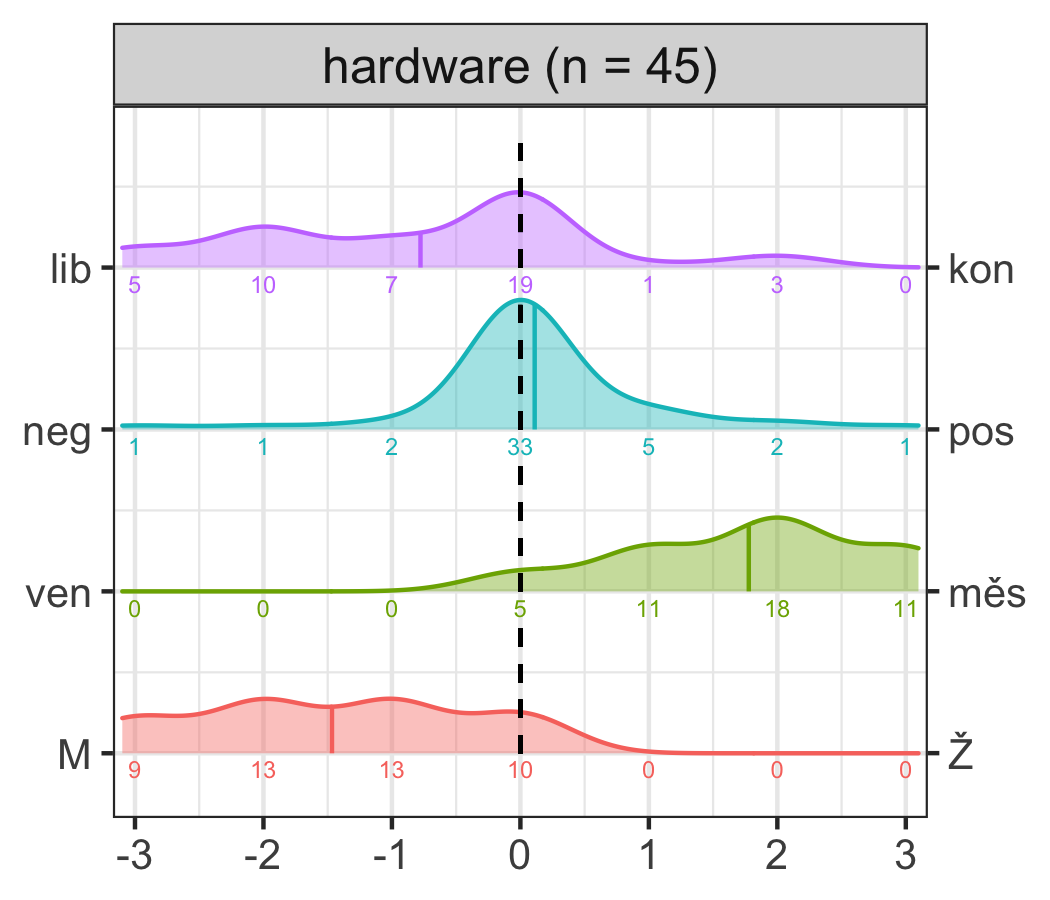 hardware (n = 45)
lib kon
5 10 7 19 1 3 0
neg pos
1 1 2 33 5 2 1
ven měs
0 0 0 5 11 18 11
M Ž
9 13 13 10 0 0 0
-3 -2 -1 0 1 2 3